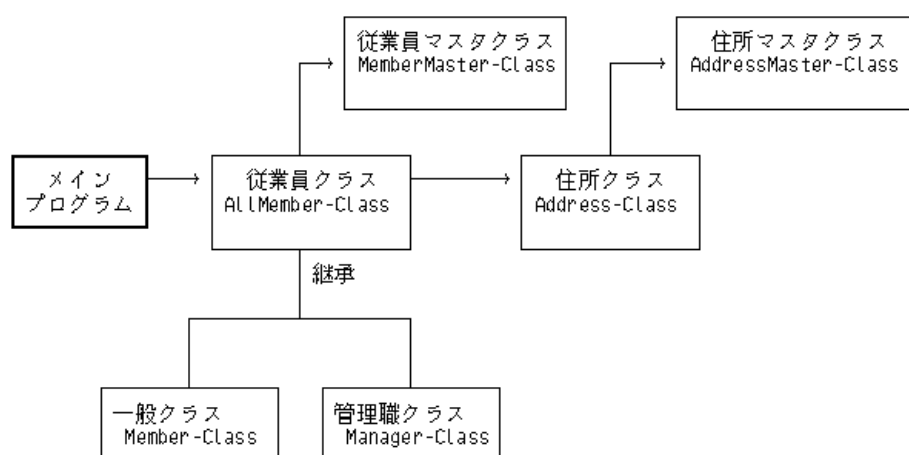 従業員マスタクラス
MemberMaster-Class
住所マスタクラス
AddressMaster-Class
メイン
プログラム
従業員クラス
AllMember-Class
住所クラス
Address-Class
継承
一般クラス
Member-Class
管理職クラス
Manager-Class